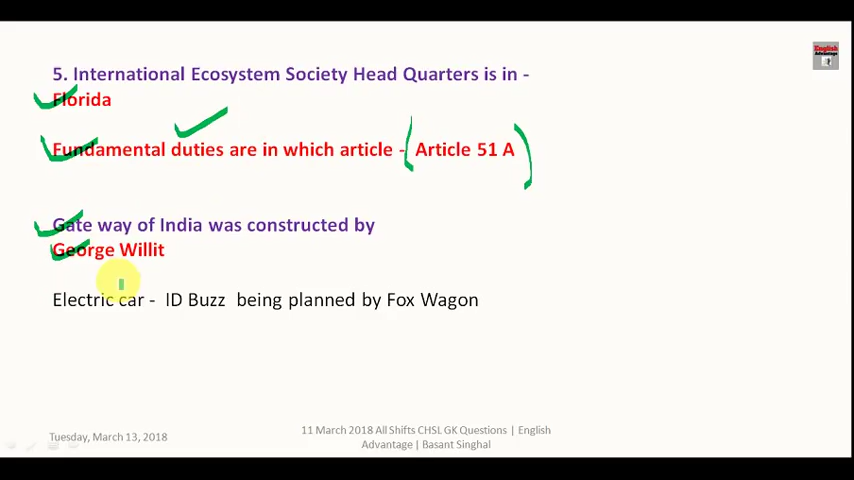 English
Advantage
5. International Ecosystem Society Head Quarters is in -
Florida
Fundamental duties are in which article - Article 51 A
Gate way of India was constructed by
George Willit
Electric car - ID Buzz being planned by Fox Wagon
Tuesday, March 13, 2018
11 March 2018 All Shifts CHSL GK Questions | English
Advantage | Basant Singhal